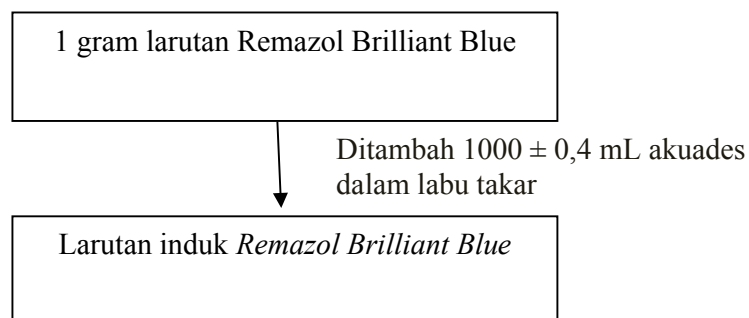 1 gram larutan Remazol Brilliant Blue
Ditambah 1000 ± 0,4 mL akuades
dalam labu takar
Larutan induk Remazol Brilliant Blue